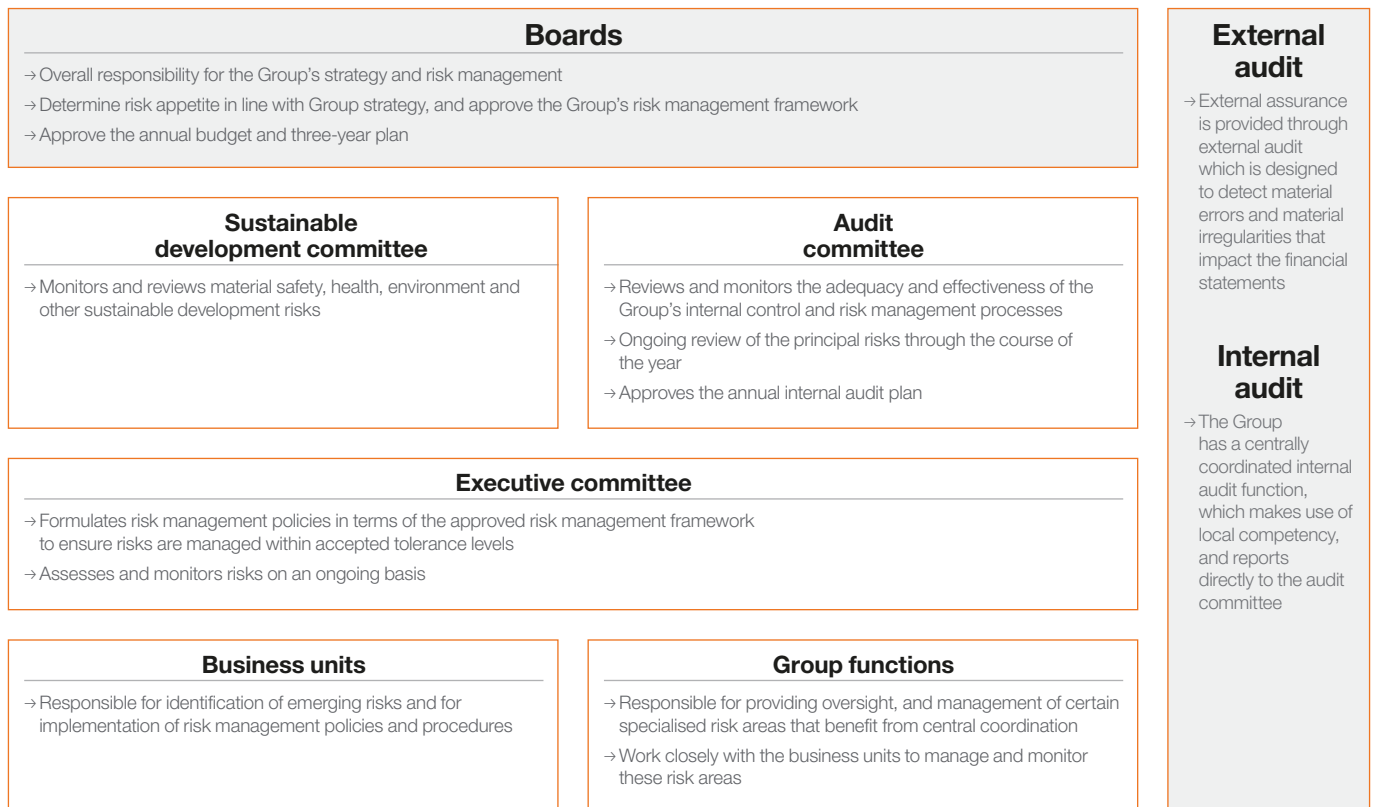 Boards
→ Overall responsibility for the Group's strategy and risk management
→ Determine risk appetite in line with Group strategy, and approve the Group's risk management framework
→ Approve the annual budget and three-year plan
Sustainable
development committee
→ Monitors and reviews material safety, health, environment and
other sustainable development risks
Audit
committee
→ Reviews and monitors the adequacy and effectiveness of the
Group's internal control and risk management processes
→ Ongoing review of the principal risks through the course of
the year
→ Approves the annual internal audit plan
Executive committee
→ Formulates risk management policies in terms of the approved risk management framework
to ensure risks are managed within accepted tolerance levels
→ Assesses and monitors risks on an ongoing basis
Business units
→ Responsible for identification of emerging risks and for
implementation of risk management policies and procedures
Group functions
→ Responsible for providing oversight, and management of certain
specialised risk areas that benefit from central coordination
→ Work closely with the business units to manage and monitor
these risk areas
External
audit
→ External assurance
is provided through
external audit
which is designed
to detect material
errors and material
irregularities that
impact the financial
statements
Internal
audit
→ The Group
has a centrally
coordinated internal
audit function,
which makes use of
local competency,
and reports
directly to the audit
committee